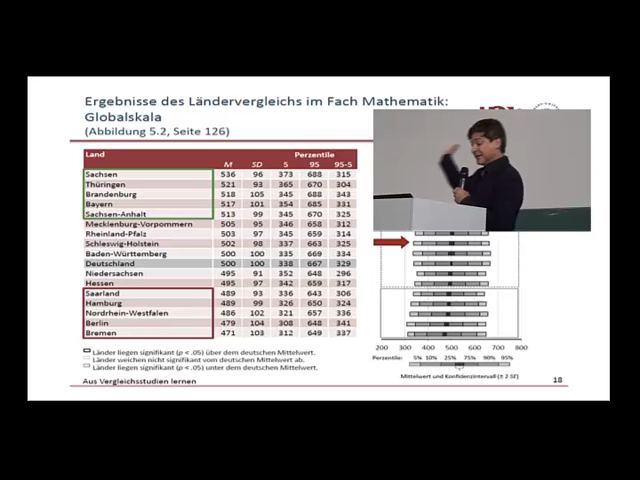 Ergebnisse des Ländervergleichs im Fach Mathematik:
Globalskala
(Abbildung 5.2, Seite 126)
Land Perzentile
M SD 5 95 95-5
Sachsen 536 96 373 688 315
Thüringen 521 93 365 670 304
Brandenburg 518 105 345 688 343
Bayern 517 101 354 685 331
Sachsen-Anhalt 513 99 345 670 325
Mecklenburg-Vorpommern 505 95 346 658 312
Rheinland-Pfalz 503 97 345 659 314
Schleswig-Holstein 502 98 337 663 325
Baden-Württemberg 500 100 335 669 334
Deutschland 500 100 338 667 329
Niedersachsen 495 91 352 648 296
Hessen 495 97 342 659 317
Saarland 489 93 336 643 306
Hamburg 489 99 326 650 324
Nordrhein-Westfalen 486 102 321 657 336
Berlin 479 104 308 648 341
Bremen 471 103 312 649 337
200 300 400 500 600 700 800
Perzentile: 5% 10% 25% 75% 90% 95%
Mittelwert und Konfidenzintervall (± 2 SE)
Länder liegen signifikant (p < .05) über dem deutschen Mittelwert.
Länder weichen nicht signifikant vom deutschen Mittelwert ab.
Länder liegen signifikant (p < .05) unter dem deutschen Mittelwert.
Aus Vergleichsstudien lernen 18